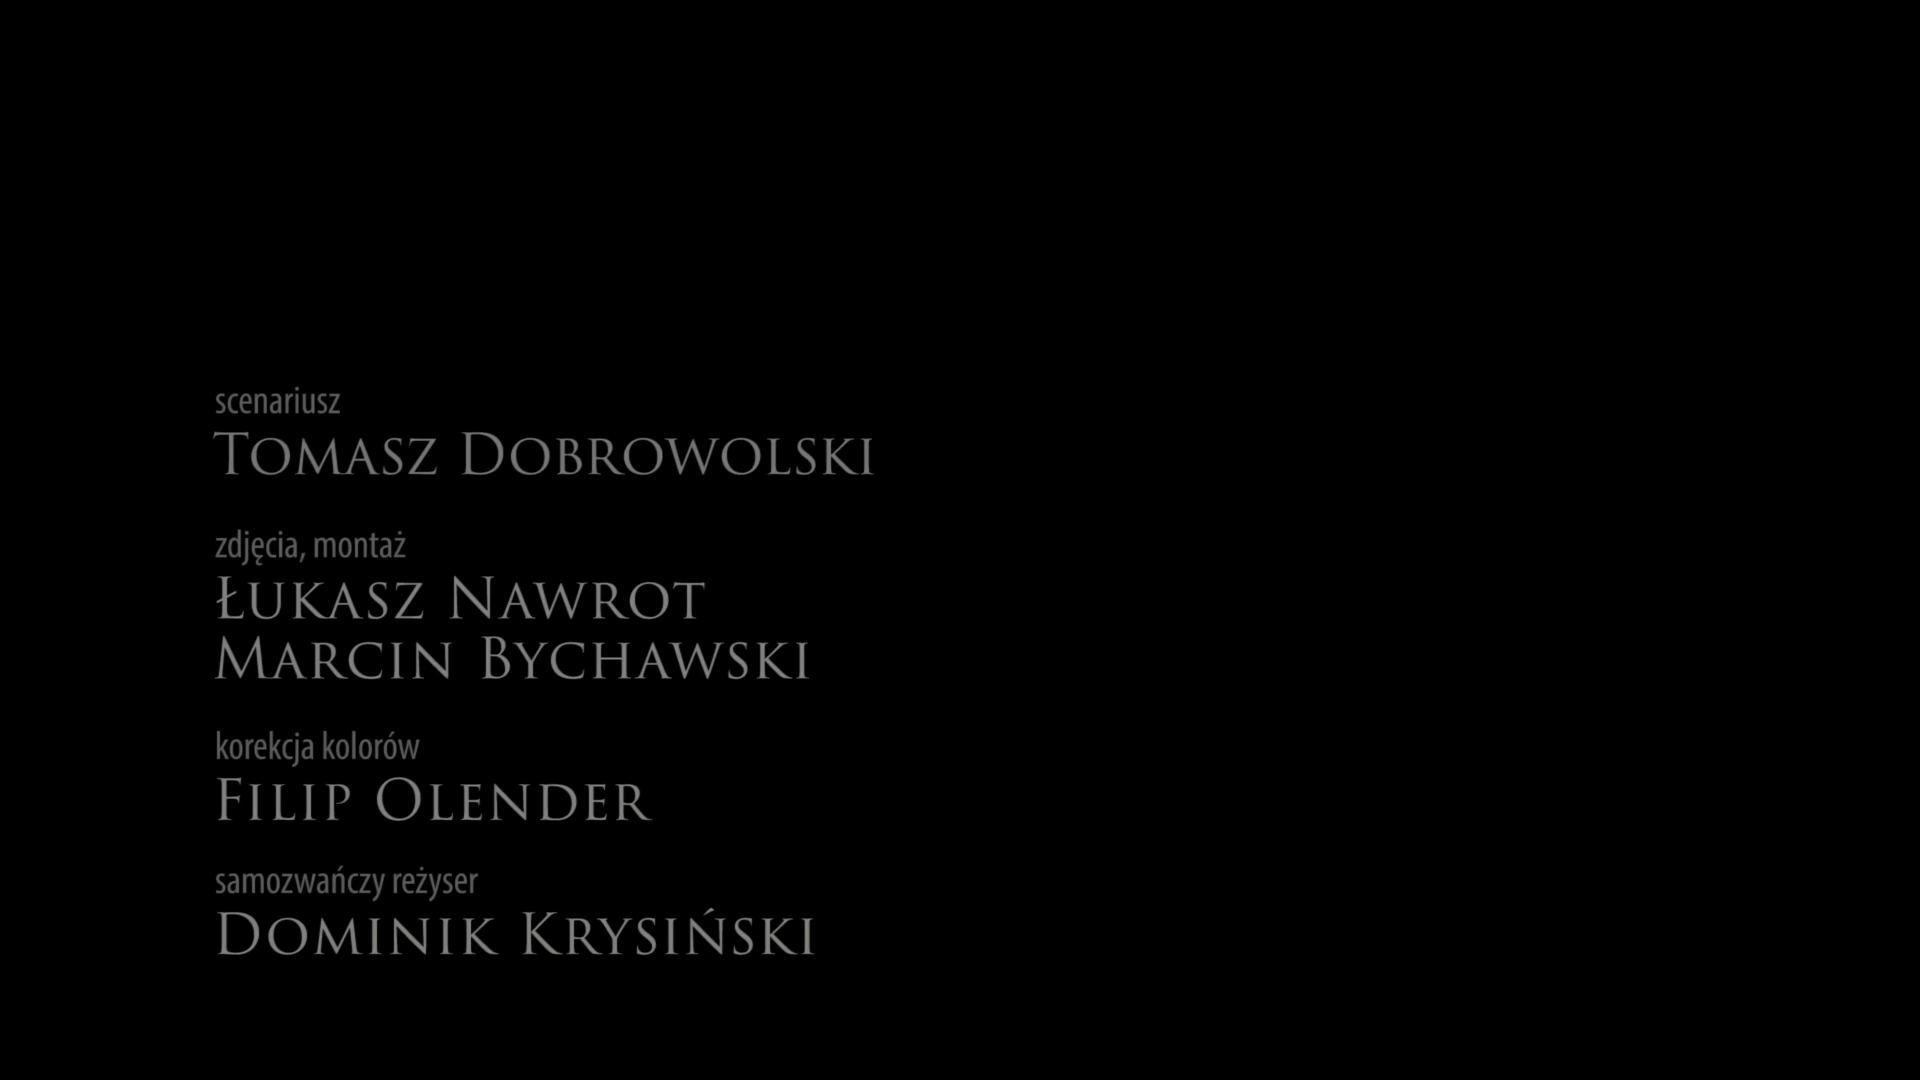 scenariusz
Tomasz Dobrowolski
zdjęcia, montaż
Łukasz Nawrot
Marcin Bychawski
korekcja kolorów
Filip Olender
samozwańczy reżyser
Dominik Krysiński